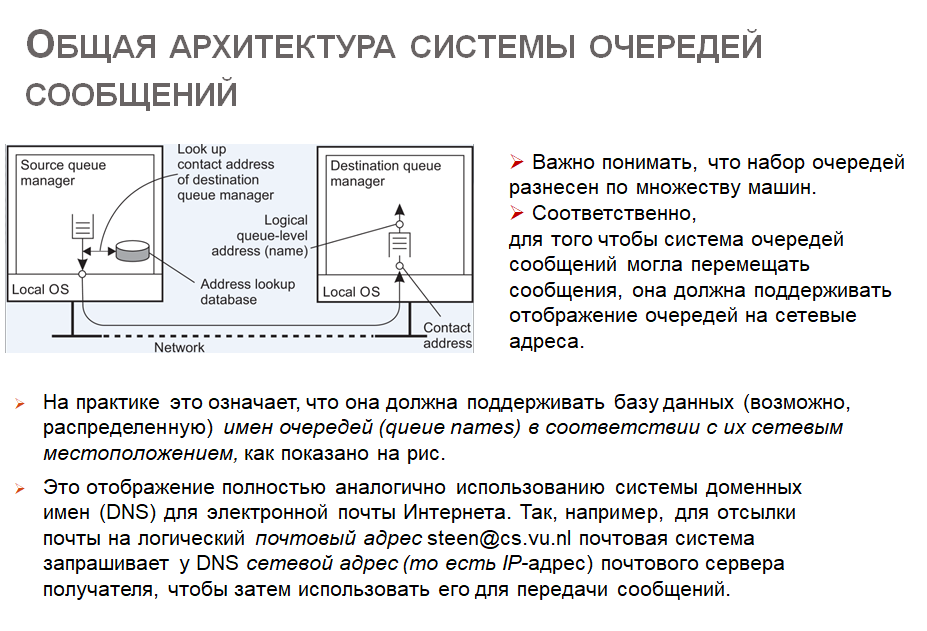 ОБЩАЯ АРХИТЕКТУРА СИСТЕМЫ ОЧЕРЕДЕЙ
СООБЩЕНИЙ
Source queue
manager
Look up
contact address
of destination
queue manager
Logical
queue-level
address (name)
Address lookup
database
Local OS
Destination queue
manager
Local OS
Contact
address
Network
Важно понимать, что набор очередей
разнесен по множеству машин.
Соответственно,
для того чтобы система очередей
сообщений могла перемещать
сообщения, она должна поддерживать
отображение очередей на сетевые
адреса.
На практике это означает, что она должна поддерживать базу данных (возможно,
распределенную) имен очередей (queue names) в соответствии с их сетевым
местоположением, как показано на рис.
Это отображение полностью аналогично использованию системы доменных
имен (DNS) для электронной почты Интернета. Так, например, для отсылки
почты на логический почтовый адрес steen@cs.vu.nl почтовая система
запрашивает у DNS сетевой адрес (то есть IP-адрес) почтового сервера
получателя, чтобы затем использовать его для передачи сообщений.